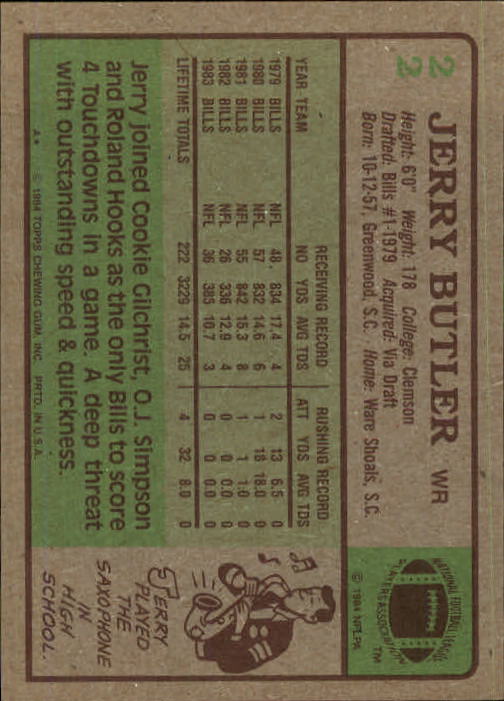 22
JERRY BUTLER WR
Height: 6'0" Weight: 178 College: Clemson
Drafted: Bills #1-1979 Acquired: Via Draft
Born: 10-12-57, Greenwood, S.C. Home: Ware Shoals, S.C.
NATIONAL FOOTBALL LEAGUE
PLAYERS ASSOCIATION
TM
© 1984 NFLPA
RECEIVING RECORD RUSHING RECORD
YEAR TEAM NO YDS AVG TDS ATT YDS AVG TDS
1979 BILLS NFL 48 834 17.4 4 2 13 6.5 0
1980 BILLS NFL 57 832 14.6 6 1 18 18.0 0
1981 BILLS NFL 55 842 15.3 8 1 1 1.0 0
1982 BILLS NFL 26 336 12.9 4 0 0 0.0 0
1983 BILLS NFL 36 385 10.7 3 0 0 0.0 0
LIFETIME TOTALS 222 3229 14.5 25 4 32 8.0 0
Jerry joined Cookie Gilchrist, O.J. Simpson
and Roland Hooks as the only Bills to score
4 Touchdowns in a game. A deep threat
with outstanding speed & quickness.
JERRY
PLAYED
THE
SAXOPHONE
IN
HIGH
SCHOOL.
A* © 1984 TOPPS CHEWING GUM, INC. PRTD. IN U.S.A.